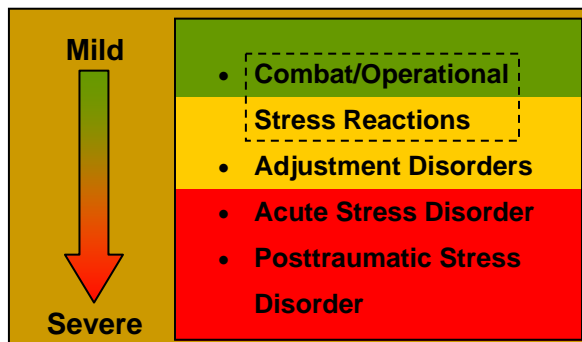 Mild
• Combat/Operational
Stress Reactions
• Adjustment Disorders
• Acute Stress Disorder
• Posttraumatic Stress
Disorder
Severe